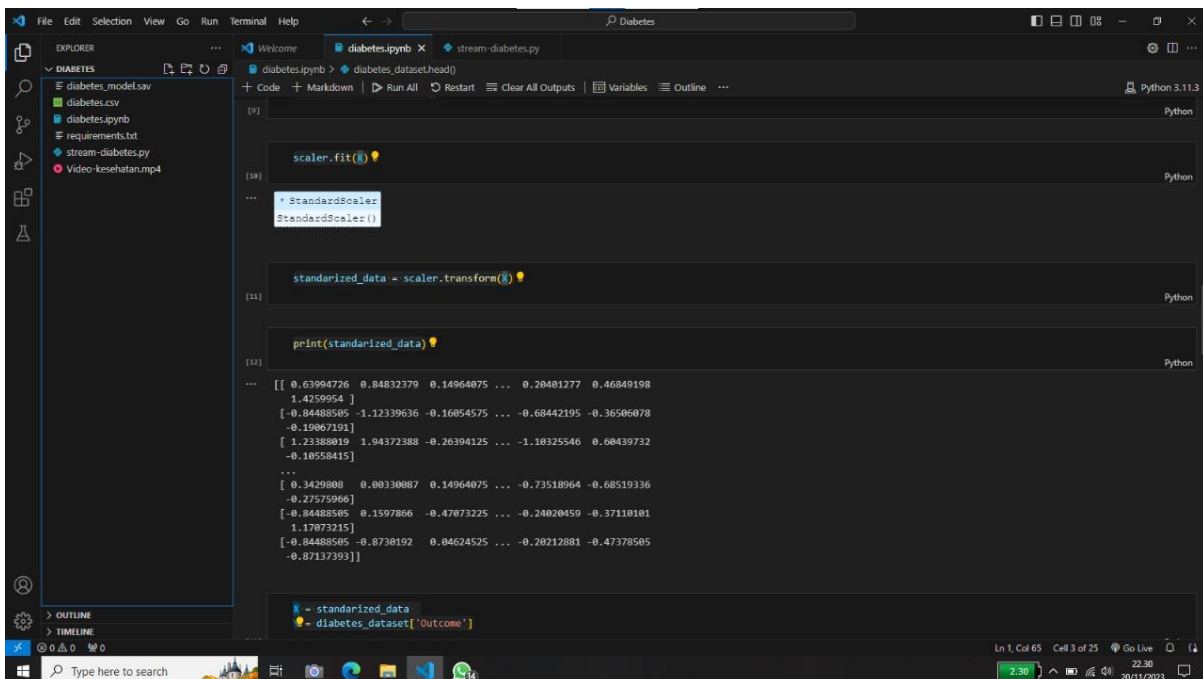 File Edit Selection View Go Run Terminal Help
Diabetes
EXPLORER
Welcome
diabetes.ipynb
stream-diabetes.py
DIABETES
diabetes_model.sav
diabetes.csv
diabetes.ipynb
requirements.txt
stream-diabetes.py
Video-kesehatan.mp4
OUTLINE
TIMELINE
diabetes.ipynb > diabetes_dataset.head()
+ Code + Markdown | Run All Restart Clear All Outputs | Variables Outline ...
Python 3.11.3
[9]
Python
scaler.fit(X)
[10]
Python
StandardScaler
StandardScaler()
standarized_data = scaler.transform(X)
[11]
Python
print(standarized_data)
[12]
Python
[[ 0.63994726 0.84832379 0.14964075 ... 0.20401277 0.46849198
1.4259954 ]
[-0.84488505 -1.12339636 -0.16054575 ... -0.68442195 -0.36506078
-0.19067191]
[ 1.23388019 1.94372388 -0.26394125 ... -1.10325546 0.60439732
-0.10558415]
...
[ 0.3429808 0.00330087 0.14964075 ... -0.73518964 -0.68519336
-0.27575966]
[-0.84488505 0.1597866 -0.47073225 ... -0.24020459 -0.37110101
1.17073215]
[-0.84488505 -0.8730192 0.04624525 ... -0.20212881 -0.47378505
-0.87137393]]
X = standarized_data
= diabetes_dataset['Outcome']
0 0 0
Ln 1, Col 65 Cell 3 of 25 Go Live
Type here to search
14
2.30
22.30
20/11/2023